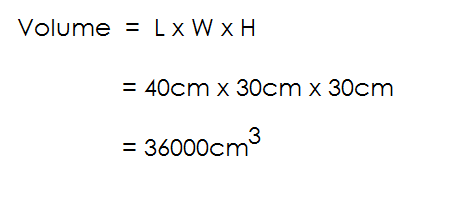 Volume = L x W x H
= 40cm x 30cm x 30cm
= 36000cm³